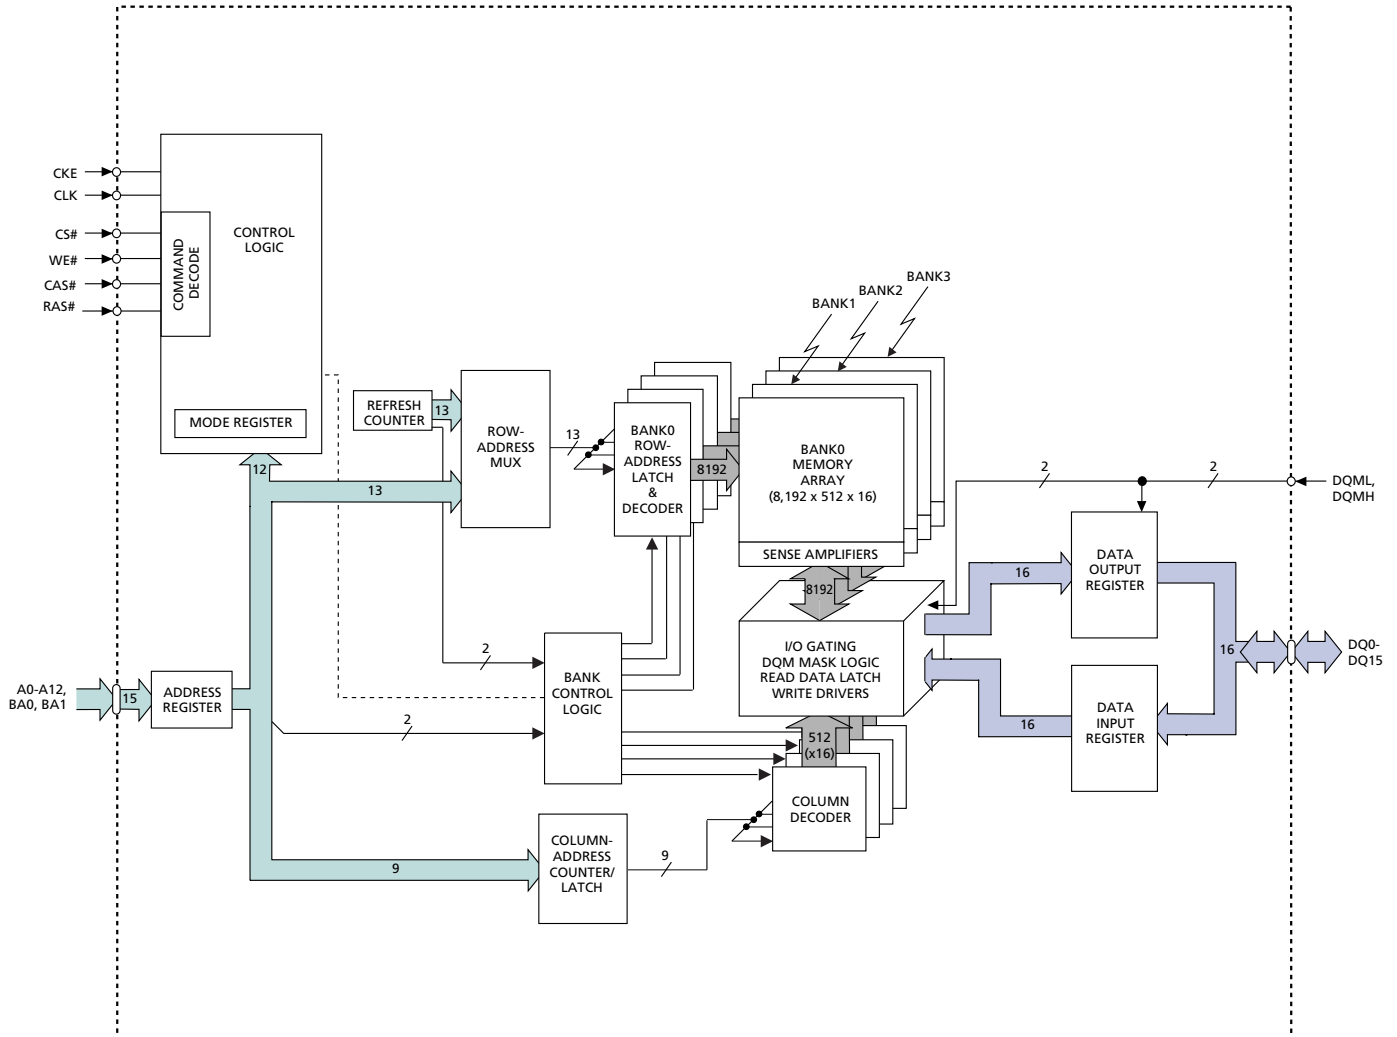 CKE
CLK
CS#
WE#
CAS#
RAS#
COMMAND
DECODE
CONTROL
LOGIC
MODE REGISTER
12
REFRESH
COUNTER
13
13
ROW-
ADDRESS
MUX
13
BANK0
ROW-
ADDRESS
LATCH
&
DECODER
8192
BANK1
BANK2
BANK3
BANK0
MEMORY
ARRAY
(8,192 x 512 x 16)
SENSE AMPLIFIERS
8192
I/O GATING
DQM MASK LOGIC
READ DATA LATCH
WRITE DRIVERS
2
2
DQML,
DQMH
16
DATA
OUTPUT
REGISTER
16
DQ0-
DQ15
16
DATA
INPUT
REGISTER
A0-A12,
BA0, BA1
15
ADDRESS
REGISTER
2
2
BANK
CONTROL
LOGIC
512
(x16)
COLUMN
DECODER
9
COLUMN-
ADDRESS
COUNTER/
LATCH
9